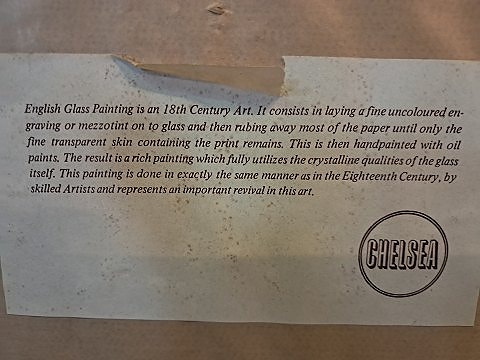 English Glass Painting is an 18th Century Art. It consists in laying a fine uncoloured en-
graving or mezzotint on to glass and then rubing away most of the paper until only the
fine transparent skin containing the print remains. This is then handpainted with oil
paints. The result is a rich painting which fully utilizes the crystalline qualities of the glass
itself. This painting is done in exactly the same manner as in the Eighteenth Century, by
skilled Artists and represents an important revival in this art.
CHELSEA